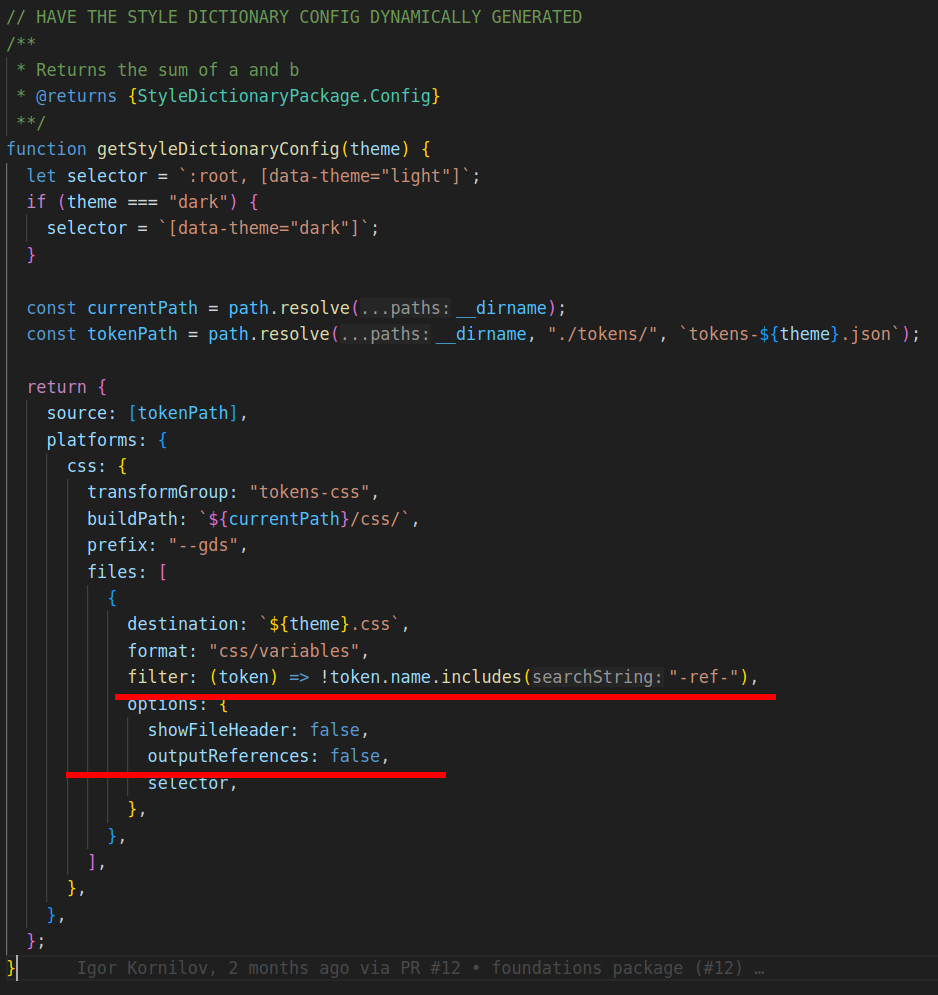 // HAVE THE STYLE DICTIONARY CONFIG DYNAMICALLY GENERATED
/**
 * Returns the sum of a and b
 * @returns {StyleDictionaryPackage.Config}
 **/
function getStyleDictionaryConfig(theme) {
  let selector = `:root, [data-theme="light"]`;
  if (theme === "dark") {
    selector = `[data-theme="dark"]`;
  }

  const currentPath = path.resolve(...paths: __dirname);
  const tokenPath = path.resolve(...paths: __dirname, "./tokens/", `tokens-${theme}.json`);

  return {
    source: [tokenPath],
    platforms: {
      css: {
        transformGroup: "tokens-css",
        buildPath: `${currentPath}/css/`,
        prefix: "--gds",
        files: [
          {
            destination: `${theme}.css`,
            format: "css/variables",
            filter: (token) => !token.name.includes(searchString: "-ref-"),
            options: {
              showFileHeader: false,
              outputReferences: false,
              selector,
            },
          },
        ],
      },
    },
  };
}      Igor Kornilov, 2 months ago via PR #12 • foundations package (#12) …